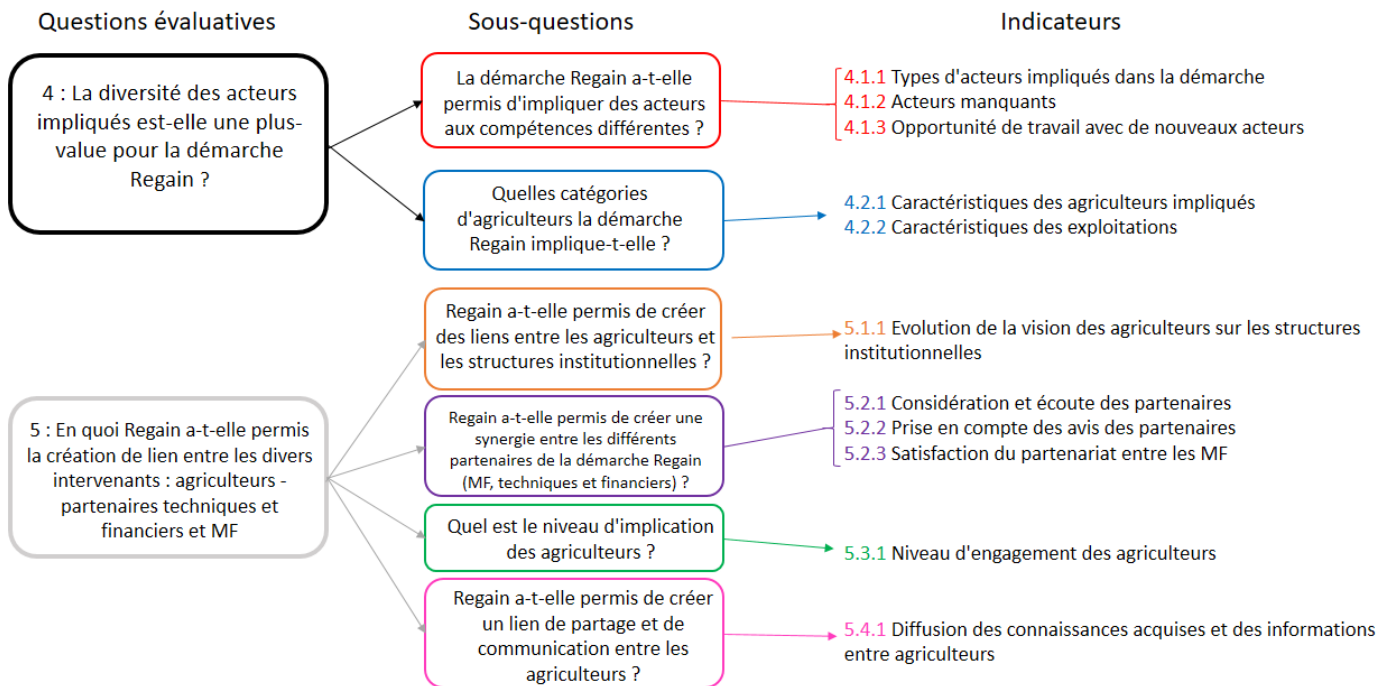 Questions évaluatives
Sous-questions
Indicateurs
4 : La diversité des acteurs
impliqués est-elle une plus-
value pour la démarche
Regain ?
La démarche Regain a-t-elle
permis d'impliquer des acteurs
aux compétences différentes ?
4.1.1 Types d'acteurs impliqués dans la démarche
4.1.2 Acteurs manquants
4.1.3 Opportunité de travail avec de nouveaux acteurs
Quelles catégories
d'agriculteurs la démarche
Regain implique-t-elle ?
4.2.1 Caractéristiques des agriculteurs impliqués
4.2.2 Caractéristiques des exploitations
5 : En quoi Regain a-t-elle permis
la création de lien entre les divers
intervenants : agriculteurs -
partenaires techniques et
financiers et MF
Regain a-t-elle permis de créer
des liens entre les agriculteurs et
les structures institutionnelles ?
5.1.1 Evolution de la vision des agriculteurs sur les structures
institutionnelles
Regain a-t-elle permis de créer une
synergie entre les différents
partenaires de la démarche Regain
(MF, techniques et financiers) ?
5.2.1 Considération et écoute des partenaires
5.2.2 Prise en compte des avis des partenaires
5.2.3 Satisfaction du partenariat entre les MF
Quel est le niveau d'implication
des agriculteurs ?
5.3.1 Niveau d'engagement des agriculteurs
Regain a-t-elle permis de créer
un lien de partage et de
communication entre les
agriculteurs ?
5.4.1 Diffusion des connaissances acquises et des informations
entre agriculteurs